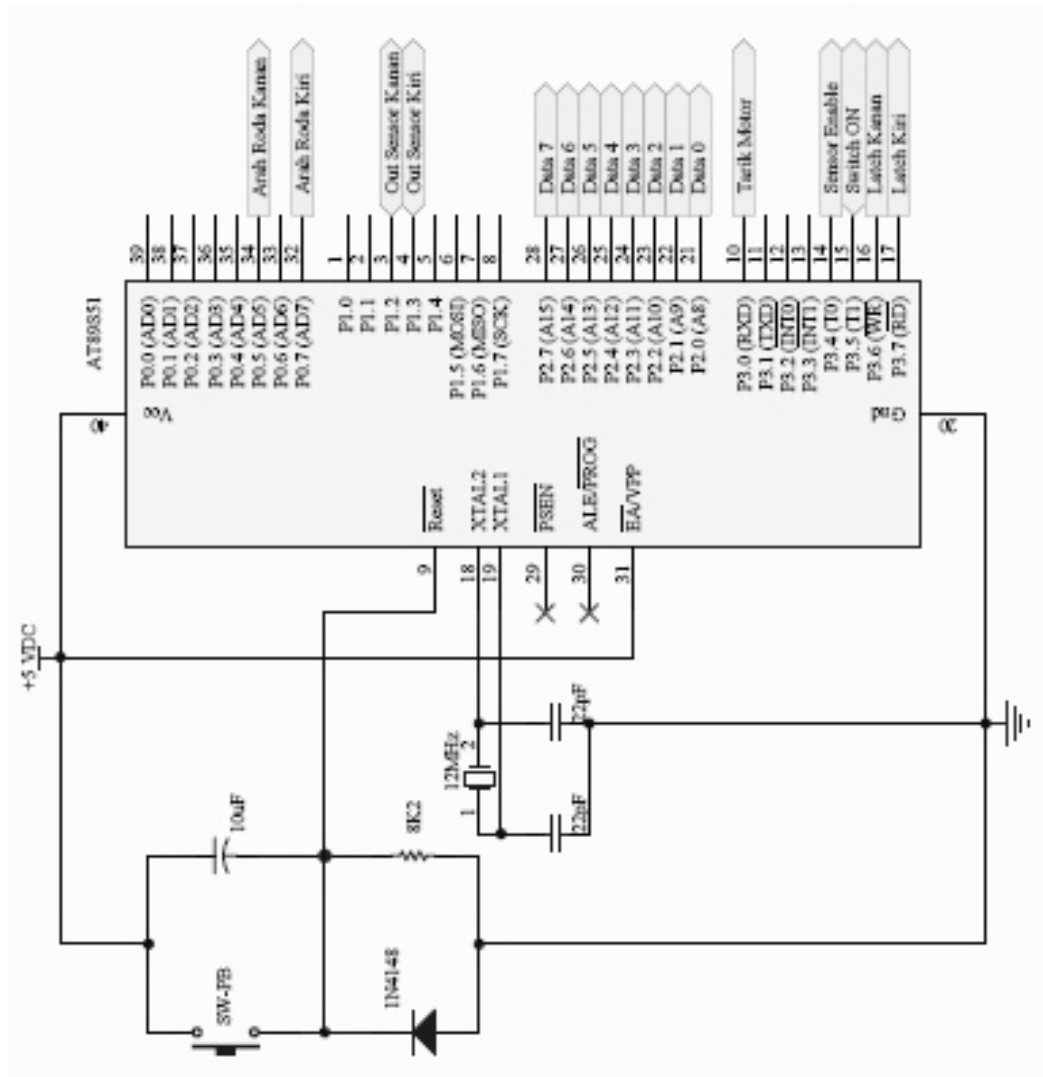 AT89S51
39
38
37
36
35
34
33
32
P0.0 (AD0)
P0.1 (AD1)
P0.2 (AD2)
P0.3 (AD3)
P0.4 (AD4)
P0.5 (AD5)
P0.6 (AD6)
P0.7 (AD7)
Arah Roda Kanan
Arah Roda Kiri
1
2
3
4
5
6
7
8
P1.0
P1.1
P1.2
P1.3
P1.4
P1.5 (MOSI)
P1.6 (MISO)
P1.7 (SCK)
Out Sensor Kanan
Out Sensor Kiri
28
27
26
25
24
23
22
21
P2.7 (A15)
P2.6 (A14)
P2.5 (A13)
P2.4 (A12)
P2.3 (A11)
P2.2 (A10)
P2.1 (A9)
P2.0 (A8)
Data 7
Data 6
Data 5
Data 4
Data 3
Data 2
Data 1
Data 0
10
11
12
13
14
15
16
17
P3.0 (RXD)
P3.1 (TXD)
P3.2 (INT0)
P3.3 (INT1)
P3.4 (T0)
P3.5 (T1)
P3.6 (WR)
P3.7 (RD)
Tarik Motor
Sensor Enable
Switch ON
Latch Kanan
Latch Kiri
40
Vcc
Gnd
20
Reset
XTAL2
XTAL1
PSEN
ALE/PROG
EA/VPP
9
18
19
29
30
31
+5 VDC
12MHz
1
2
22pF
22pF
10uF
8K2
SW-PB
1N4148